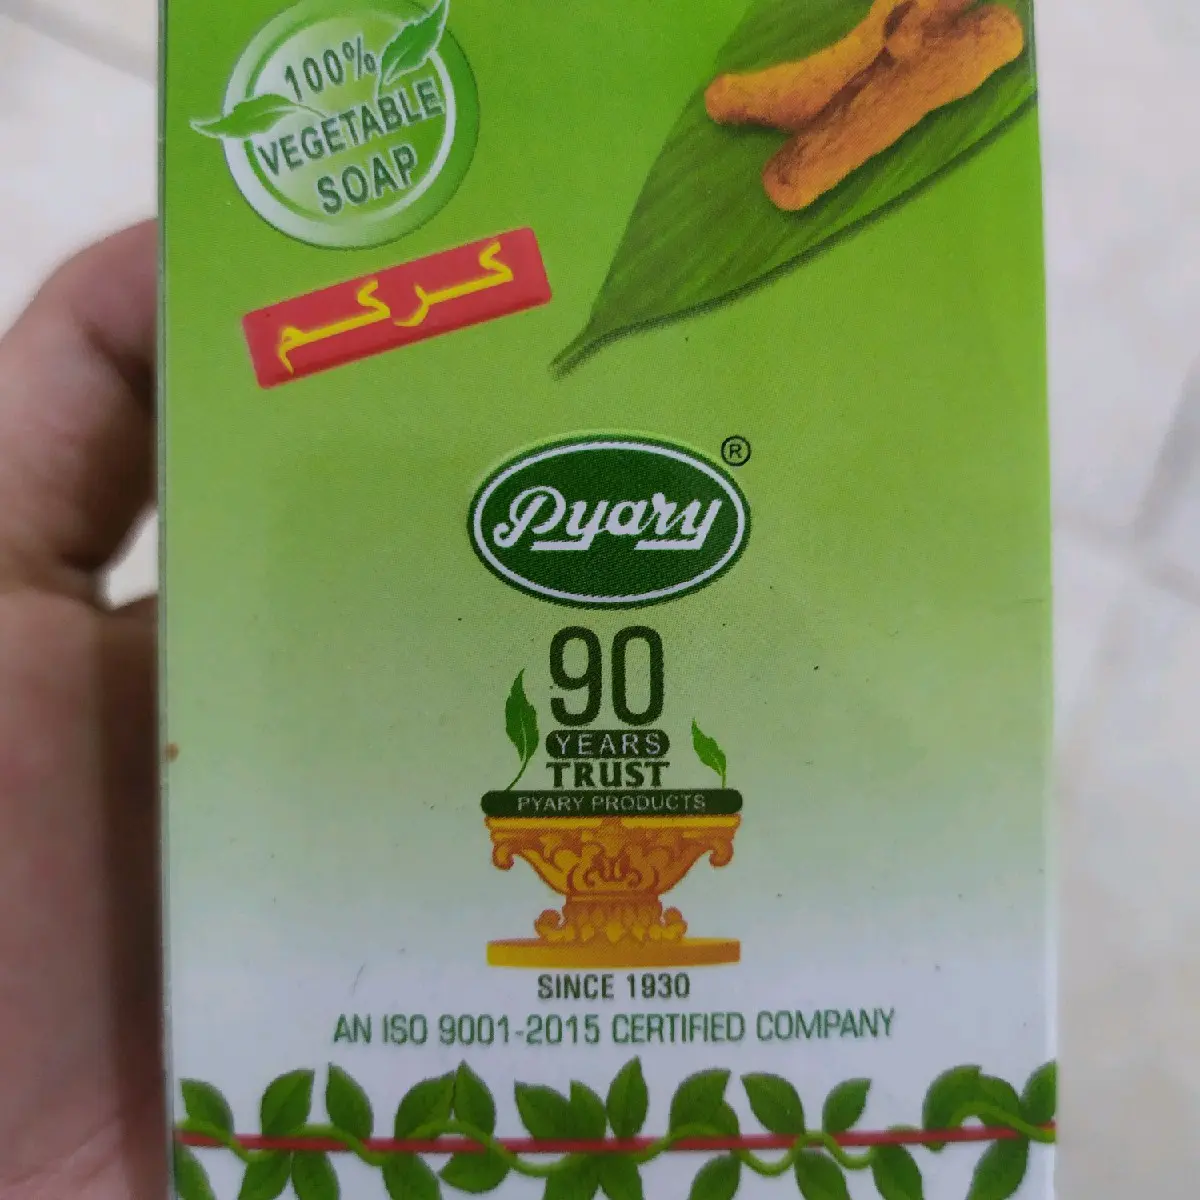 100%
VEGETABLE
SOAP
كركم
Pyary ®
90
YEARS
TRUST
PYARY PRODUCTS
SINCE 1930
AN ISO 9001-2015 CERTIFIED COMPANY